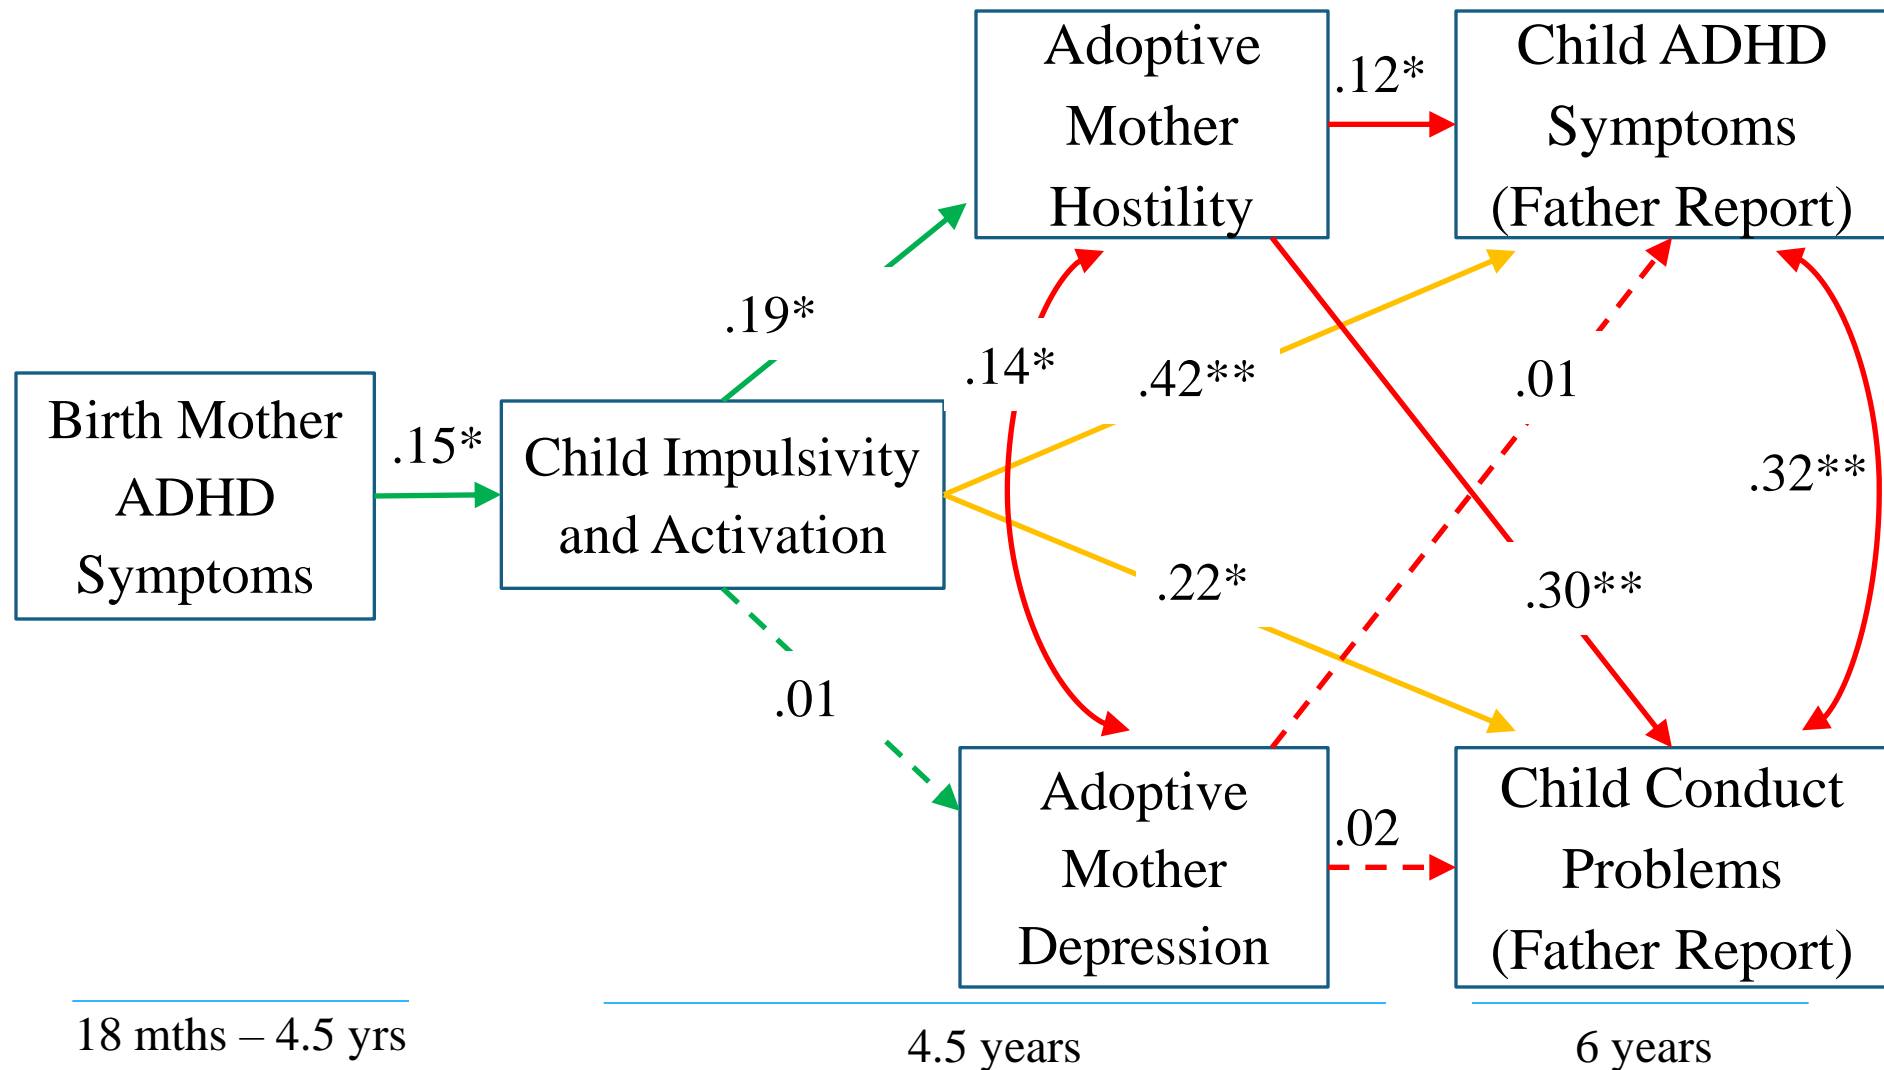 Adoptive
Mother
Hostility
.12*
Child ADHD
Symptoms
(Father Report)
.19*
.14*
.42**
.01
.32**
Birth Mother
ADHD
Symptoms
.15*
Child Impulsivity
and Activation
.22*
.30**
.01
Adoptive
Mother
Depression
.02
Child Conduct
Problems
(Father Report)
18 mths – 4.5 yrs
4.5 years
6 years